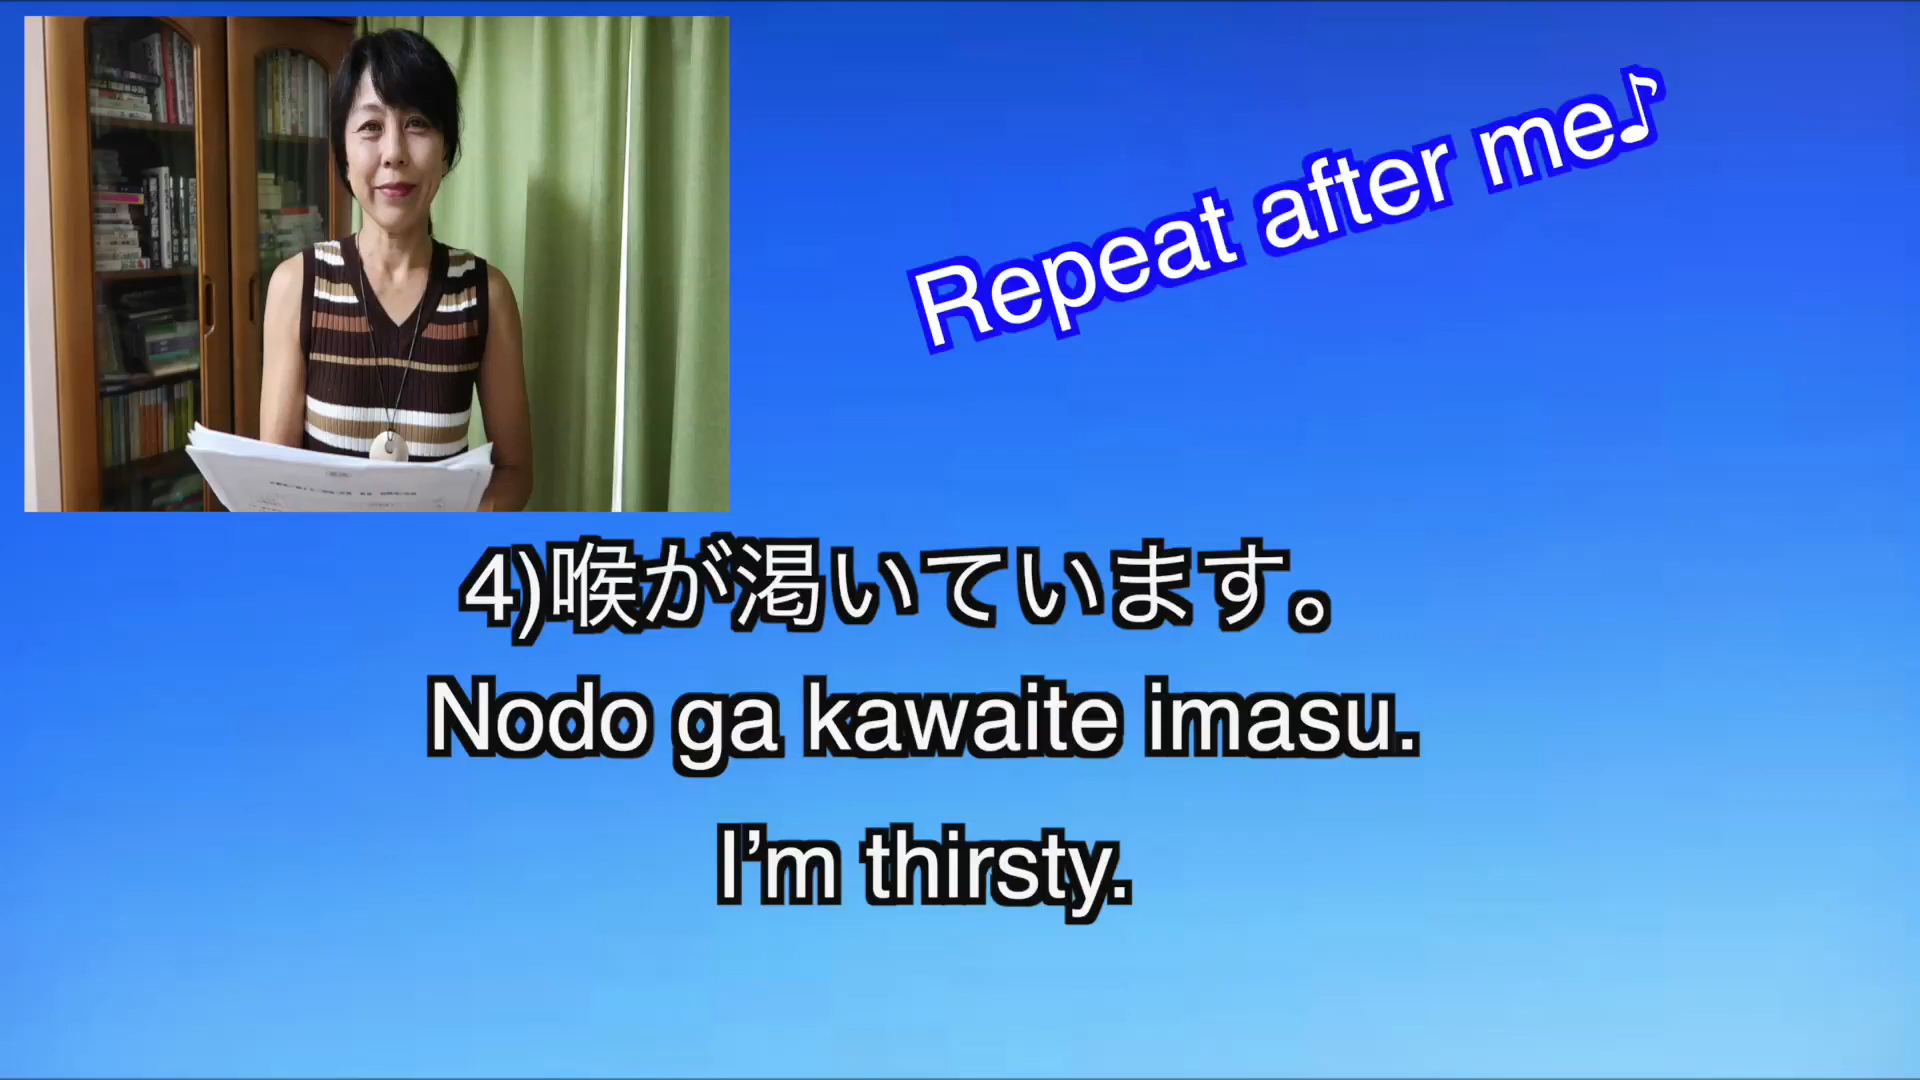 Repeat after me♪
4)喉が渇いています。
Nodo ga kawaite imasu.
I’m thirsty.